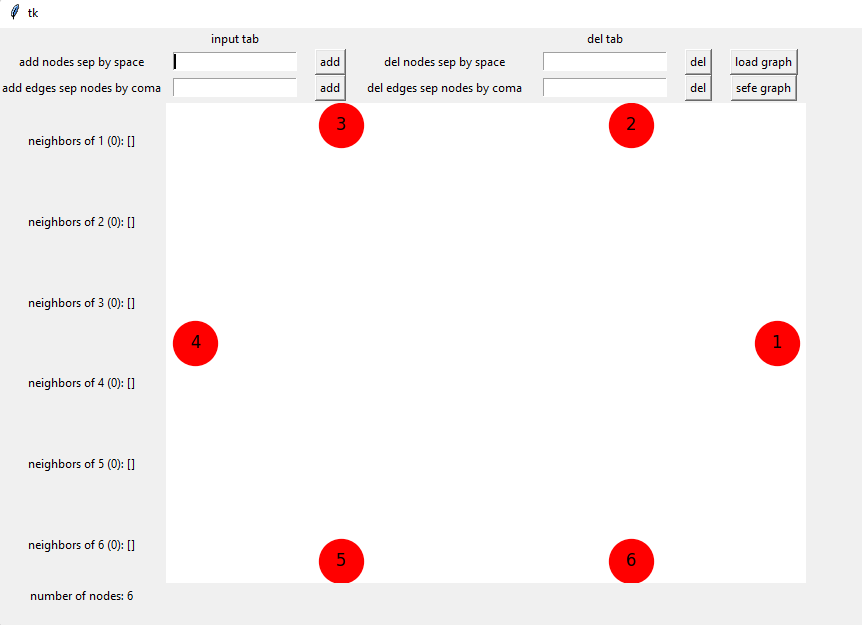 tk
input tab del tab
add nodes sep by space add del nodes sep by space del load graph
add edges sep nodes by coma add del edges sep nodes by coma del sefe graph
3 2
neighbors of 1 (0): []
neighbors of 2 (0): []
neighbors of 3 (0): []
4 1
neighbors of 4 (0): []
neighbors of 5 (0): []
neighbors of 6 (0): []
5 6
number of nodes: 6